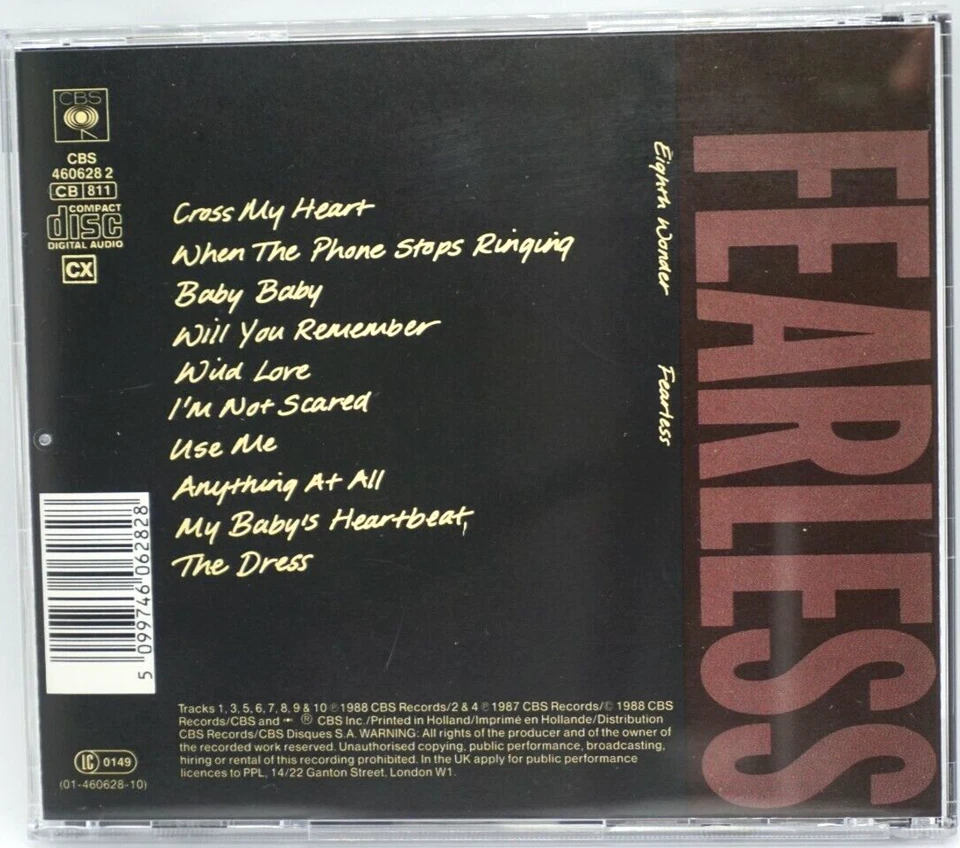 CBS
CBS
460628 2
CB 811
COMPACT
disc
DIGITAL AUDIO
CX
Cross My Heart
When The Phone Stops Ringing
Baby Baby
Will You Remember
Wild Love
I'm Not Scared
Use Me
Anything At All
My Baby's Heartbeat,
The Dress
Eighth Wonder Fearless
FEARLESS
5 099746 062828
Tracks 1, 3, 5, 6, 7, 8, 9 & 10 ℗1988 CBS Records/2 & 4 ℗ 1987 CBS Records/© 1988 CBS
Records/CBS and ® CBS Inc./Printed in Holland/Imprimé en Hollande/Distribution
CBS Records/CBS Disques S.A. WARNING: All rights of the producer and of the owner of
the recorded work reserved. Unauthorised copying, public performance, broadcasting,
hiring or rental of this recording prohibited. In the UK apply for public performance
licences to PPL, 14/22 Ganton Street, London W1.
LC 0149
(01-460628-10)